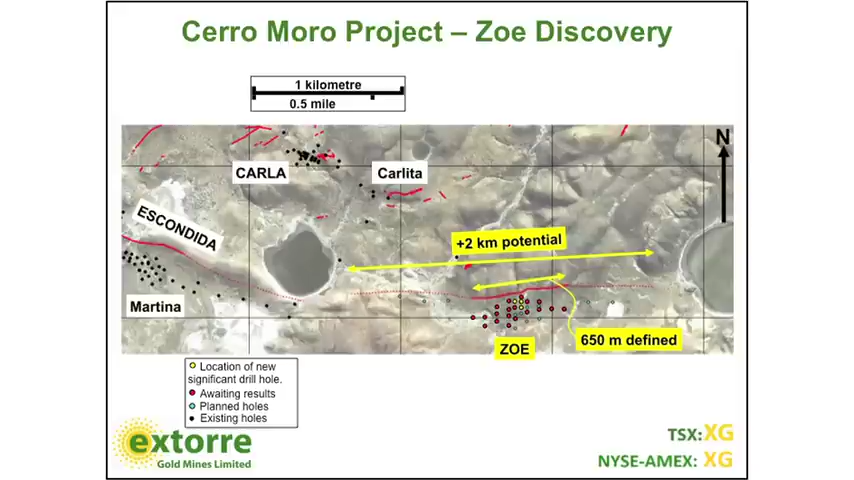 Cerro Moro Project – Zoe Discovery
1 kilometre
0.5 mile
N
CARLA
Carlita
ESCONDIDA
+2 km potential
Martina
650 m defined
ZOE
Location of new
significant drill hole.
Awaiting results
Planned holes
Existing holes
extorre
Gold Mines Limited
TSX:XG
NYSE-AMEX: XG